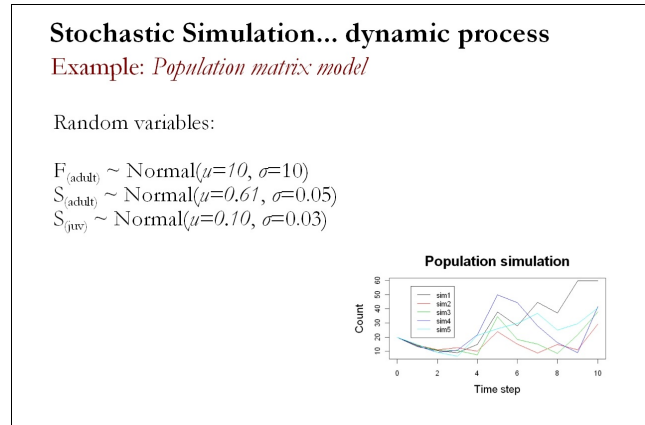 Stochastic Simulation... dynamic process
Example: Population matrix model
Random variables:
F(adult) ~ Normal(μ=10, σ=10)
S(adult) ~ Normal(μ=0.61, σ=0.05)
S(juv) ~ Normal(μ=0.10, σ=0.03)
Population simulation
60
50
40
30
20
10
Count
sim1
sim2
sim3
sim4
sim5
0 2 4 6 8 10
Time step